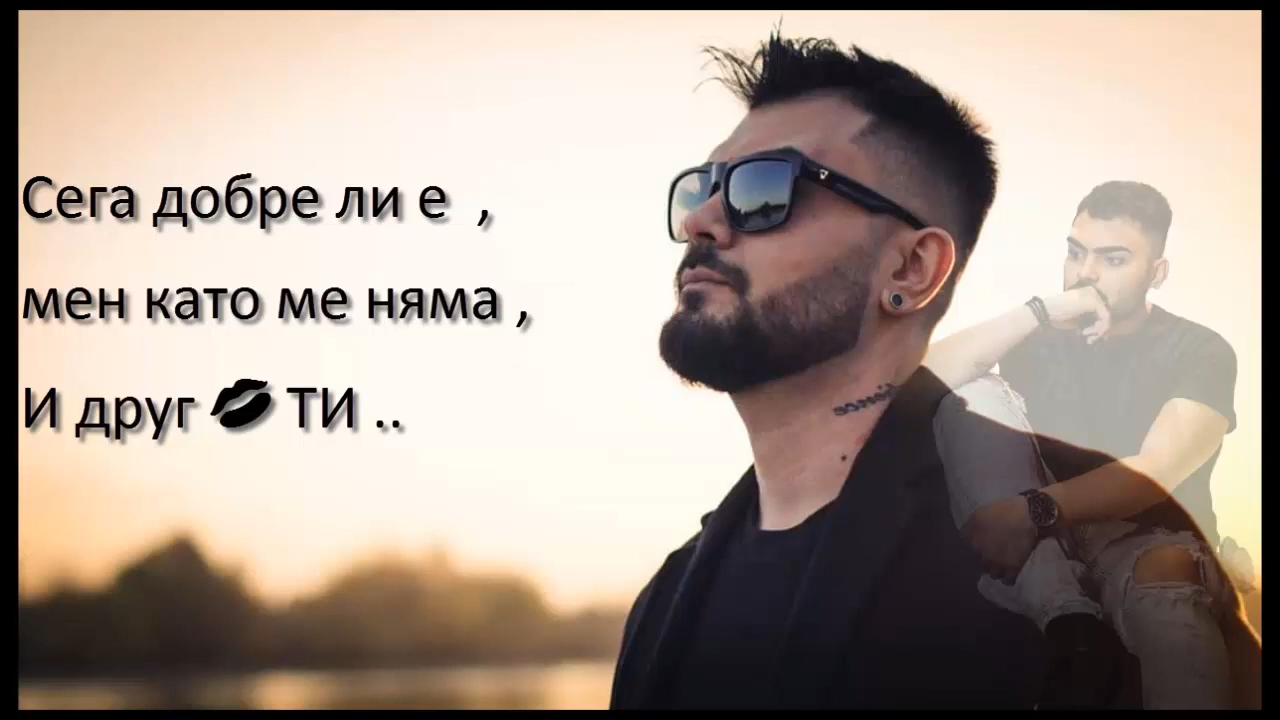 Сега добре ли е ,
мен като ме няма ,
И друг 💋 ТИ ..